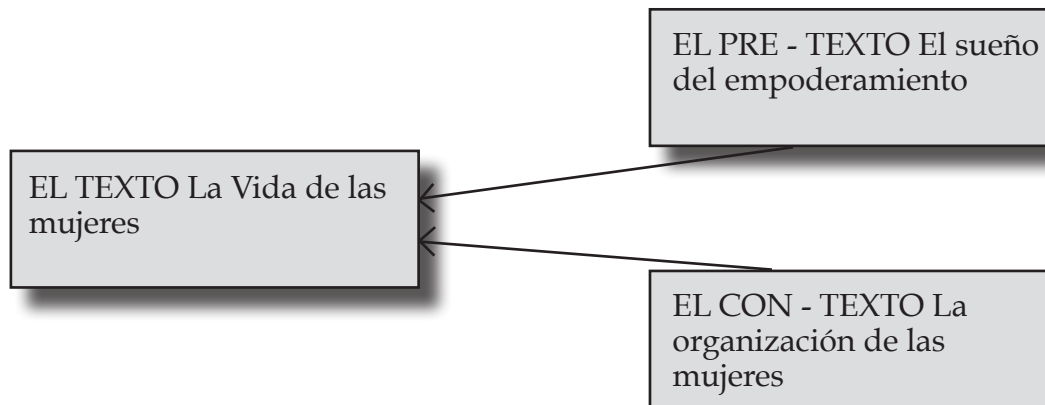 EL PRE - TEXTO El sueño
del empoderamiento
EL TEXTO La Vida de las
mujeres
EL CON - TEXTO La
organización de las
mujeres